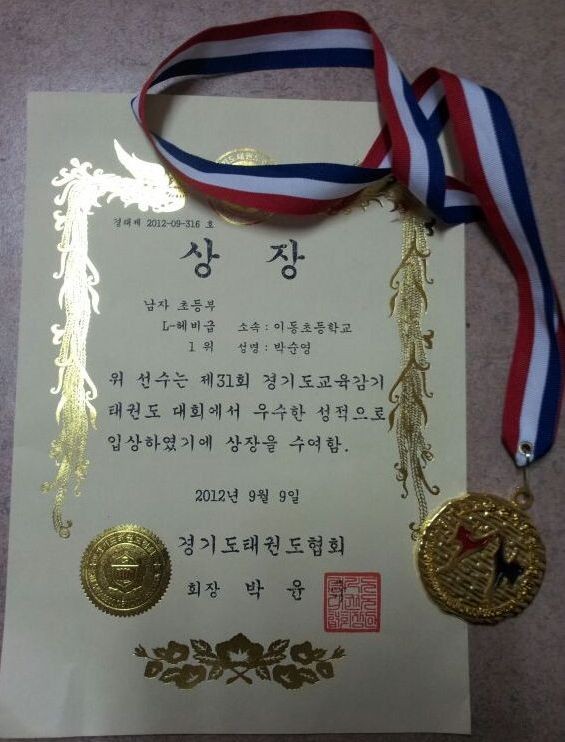 경태제 2012-09-316 호
상 장
남자 초등부
L-헤비급 소속 : 이동초등학교
1 위 성명 : 박순영
위 선수는 제31회 경기도교육감기
태권도 대회에서 우수한 성적으로
입상하였기에 상장을 수여함.
2012년 9월 9일
경기도태권도협회
회장 박 윤